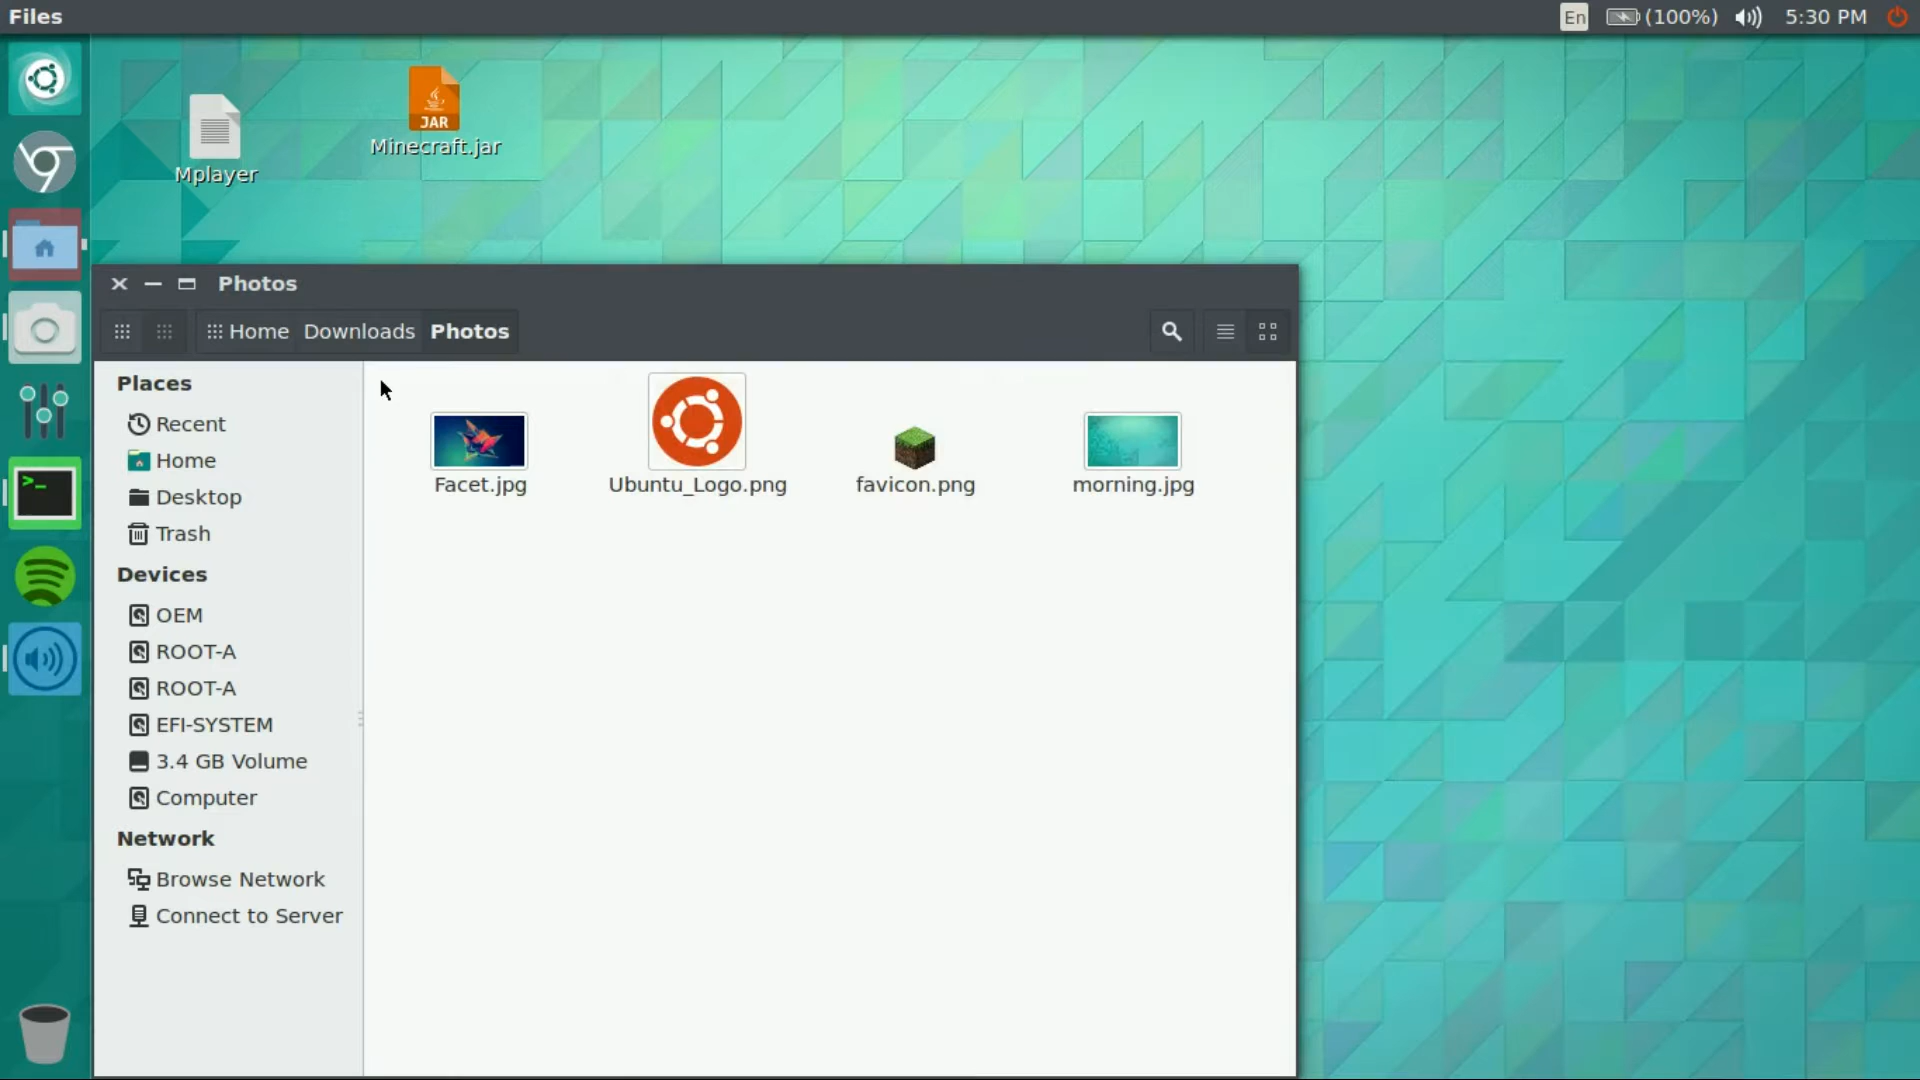 Files
En (100%) 5:30 PM
JAR
Minecraft.jar
Mplayer
Photos
Home Downloads Photos
Places
Recent
Home
Desktop
Trash
Devices
OEM
ROOT-A
ROOT-A
EFI-SYSTEM
3.4 GB Volume
Computer
Network
Browse Network
Connect to Server
Facet.jpg
Ubuntu_Logo.png
favicon.png
morning.jpg
>_